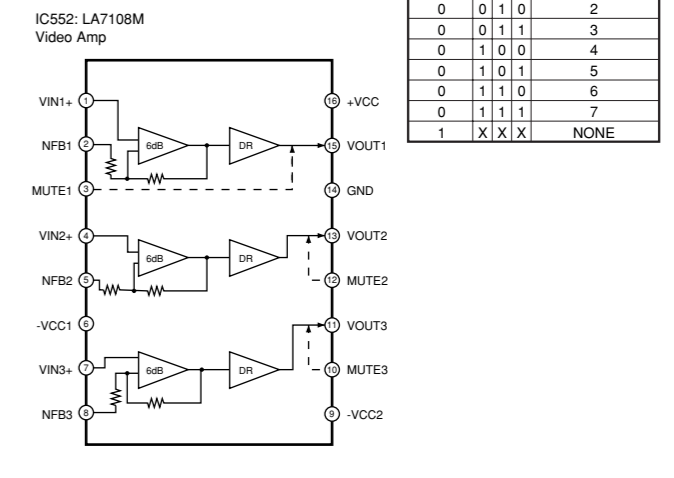 IC552: LA7108M
Video Amp
0 0 1 0 2
0 0 1 1 3
0 1 0 0 4
0 1 0 1 5
0 1 1 0 6
0 1 1 1 7
1 X X X NONE
VIN1+ 1 16 +VCC
NFB1 2 6dB DR 15 VOUT1
MUTE1 3 14 GND
VIN2+ 4 13 VOUT2
6dB DR
NFB2 5 12 MUTE2
-VCC1 6 11 VOUT3
VIN3+ 7 6dB DR 10 MUTE3
NFB3 8 9 -VCC2